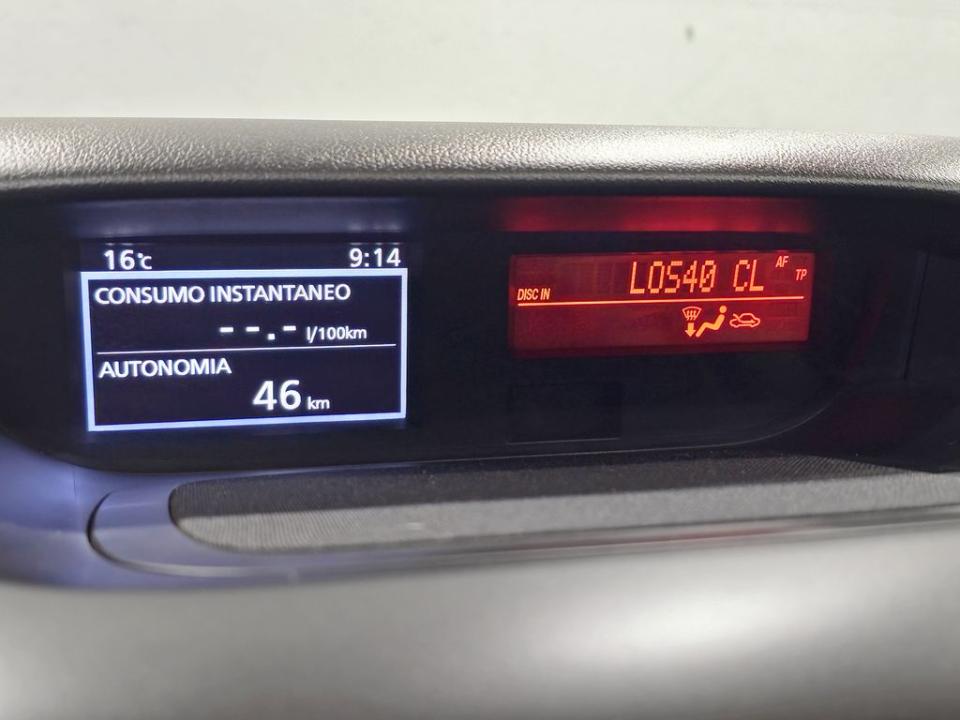 16°C 9:14
CONSUMO INSTANTANEO
--.- l/100km
AUTONOMIA
46 km
LOS40 CL AF
TP
DISC IN